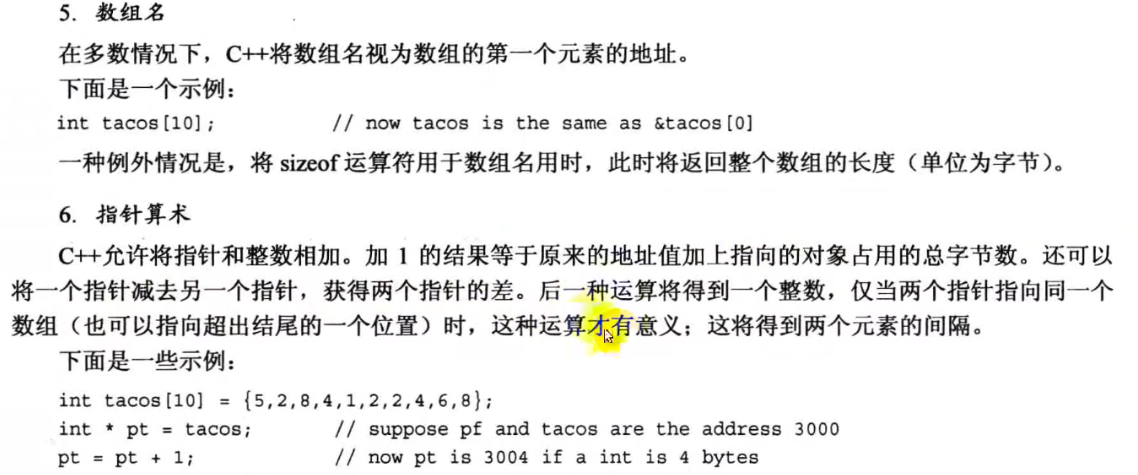 5. 数组名
在多数情况下，C++将数组名视为数组的第一个元素的地址。
下面是一个示例：
int tacos[10];          // now tacos is the same as &tacos[0]
一种例外情况是，将 sizeof 运算符用于数组名用时，此时将返回整个数组的长度（单位为字节）。
6. 指针算术
C++允许将指针和整数相加。加 1 的结果等于原来的地址值加上指向的对象占用的总字节数。还可以
将一个指针减去另一个指针，获得两个指针的差。后一种运算将得到一个整数，仅当两个指针指向同一个
数组（也可以指向超出结尾的一个位置）时，这种运算才有意义；这将得到两个元素的间隔。
下面是一些示例：
int tacos[10] = {5,2,8,4,1,2,2,4,6,8};
int * pt = tacos;       // suppose pf and tacos are the address 3000
pt = pt + 1;            // now pt is 3004 if a int is 4 bytes